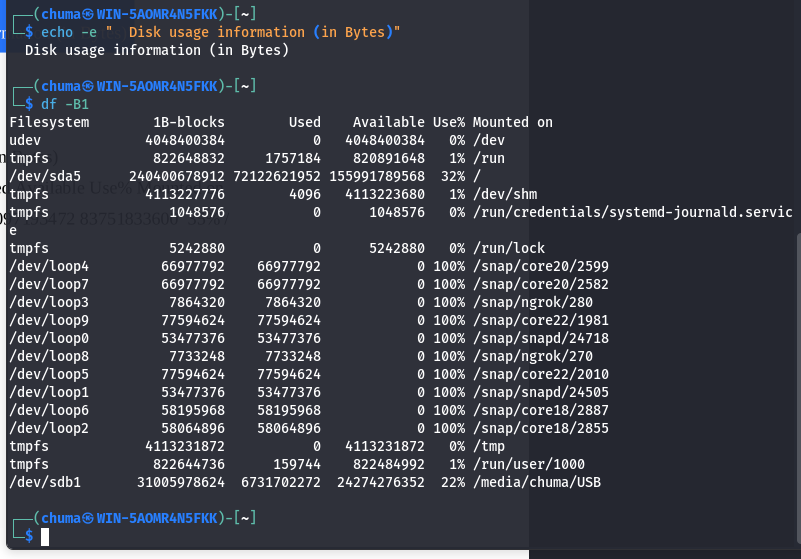 ┌──(chuma㉿WIN-5AOMR4N5FKK)-[~]
└─$ echo -e "  Disk usage information (in Bytes)"
  Disk usage information (in Bytes)

┌──(chuma㉿WIN-5AOMR4N5FKK)-[~]
└─$ df -B1
Filesystem        1B-blocks        Used    Available Use% Mounted on
udev             4048400384           0   4048400384   0% /dev
tmpfs             822648832     1757184    820891648   1% /run
/dev/sda5      240400678912 72122621952 155991789568  32% /
tmpfs            4113227776        4096   4113223680   1% /dev/shm
tmpfs               1048576           0      1048576   0% /run/credentials/systemd-journald.servic
e
tmpfs               5242880           0      5242880   0% /run/lock
/dev/loop4         66977792    66977792            0 100% /snap/core20/2599
/dev/loop7         66977792    66977792            0 100% /snap/core20/2582
/dev/loop3          7864320     7864320            0 100% /snap/ngrok/280
/dev/loop9         77594624    77594624            0 100% /snap/core22/1981
/dev/loop0         53477376    53477376            0 100% /snap/snapd/24718
/dev/loop8          7733248     7733248            0 100% /snap/ngrok/270
/dev/loop5         77594624    77594624            0 100% /snap/core22/2010
/dev/loop1         53477376    53477376            0 100% /snap/snapd/24505
/dev/loop6         58195968    58195968            0 100% /snap/core18/2887
/dev/loop2         58064896    58064896            0 100% /snap/core18/2855
tmpfs            4113231872           0   4113231872   0% /tmp
tmpfs             822644736      159744    822484992   1% /run/user/1000
/dev/sdb1       31005978624  6731702272  24274276352  22% /media/chuma/USB

┌──(chuma㉿WIN-5AOMR4N5FKK)-[~]
└─$